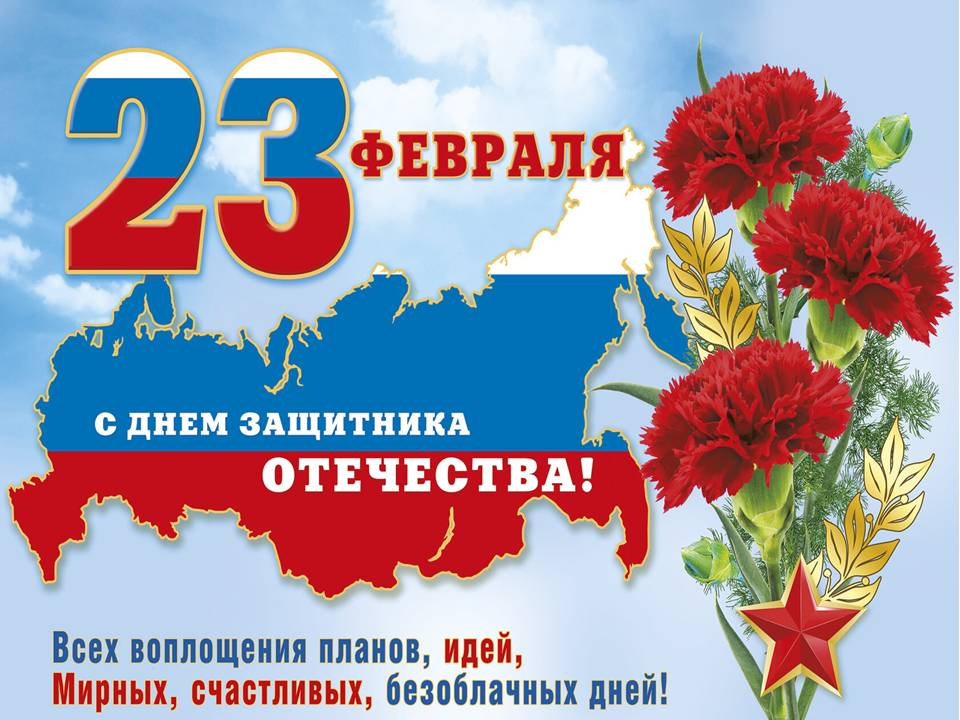 23
ФЕВРАЛЯ
С ДНЕМ ЗАЩИТНИКА
ОТЕЧЕСТВА!
Всех воплощения планов, идей,
Мирных, счастливых, безоблачных дней!